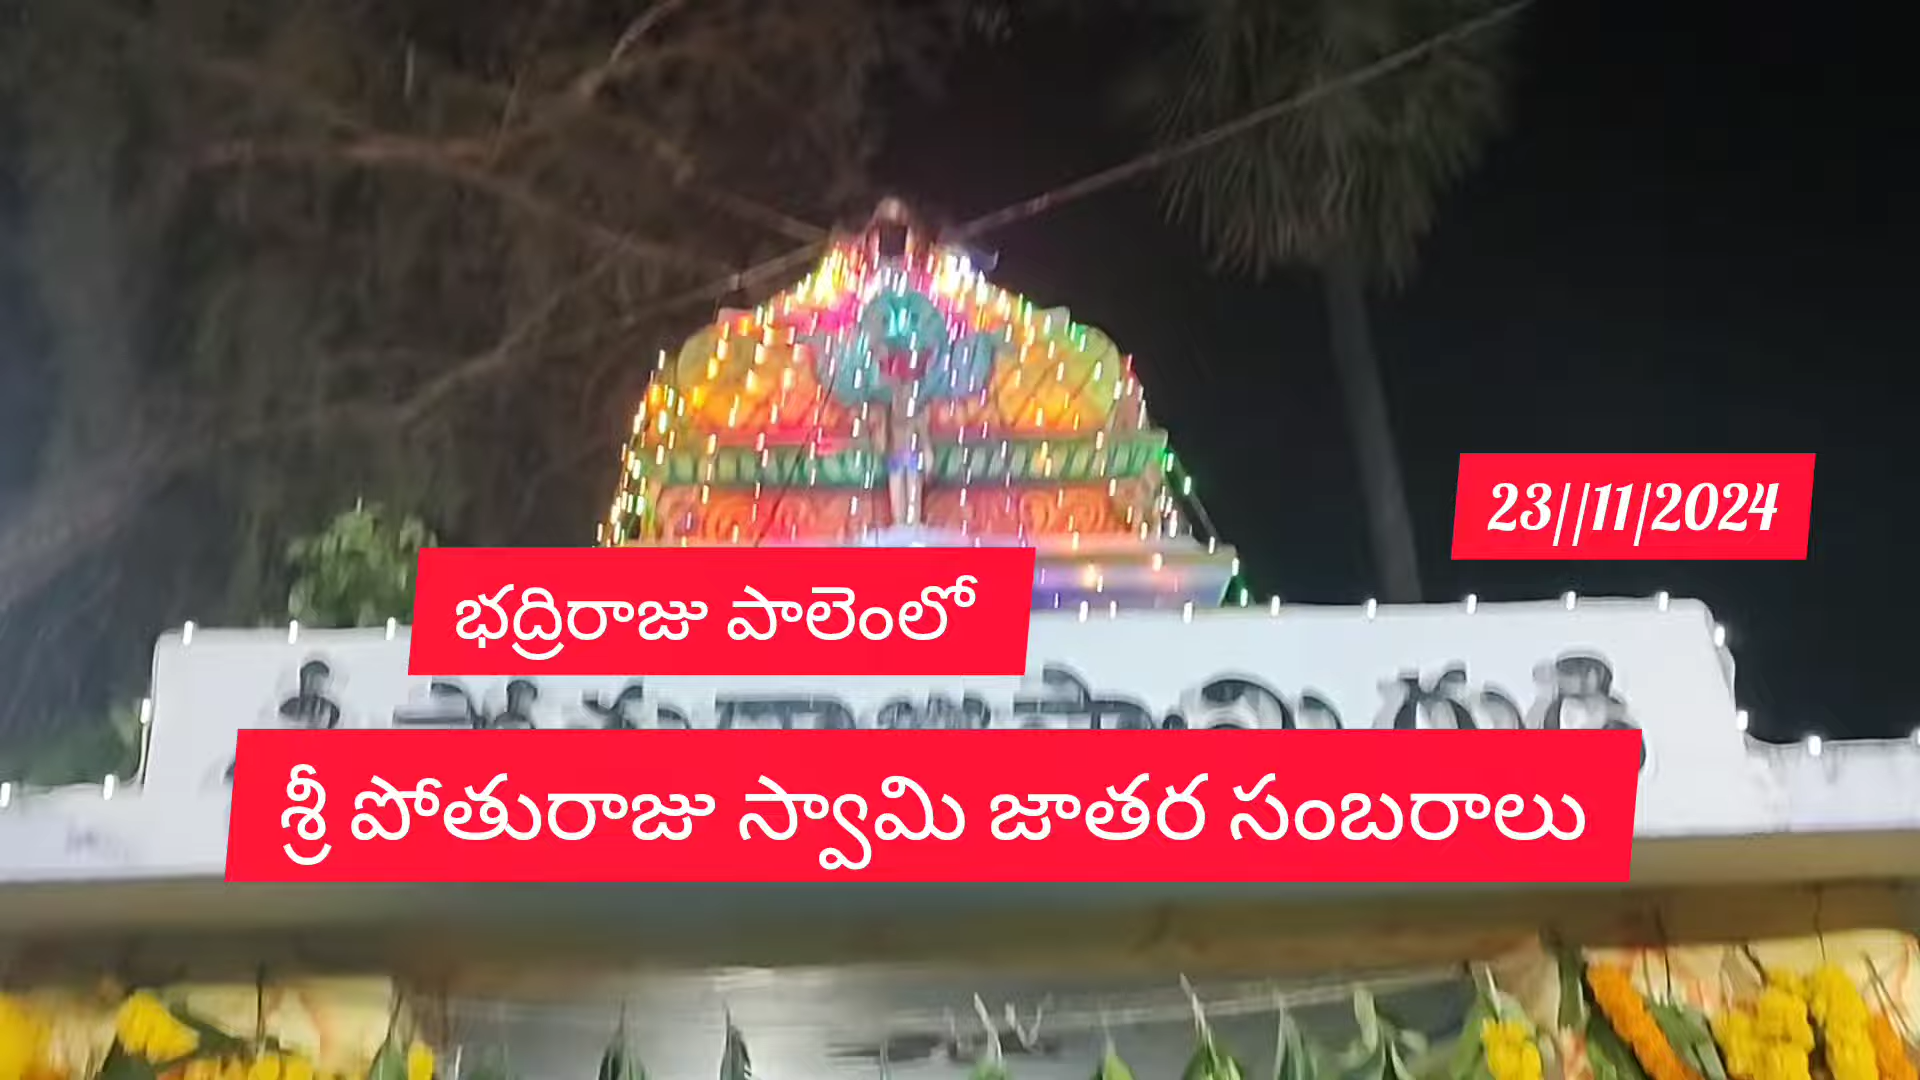 23//11/2024
భద్రిరాజు పాలెంలో
శ్రీ పోతురాజు స్వామి జాతర సంబరాలు